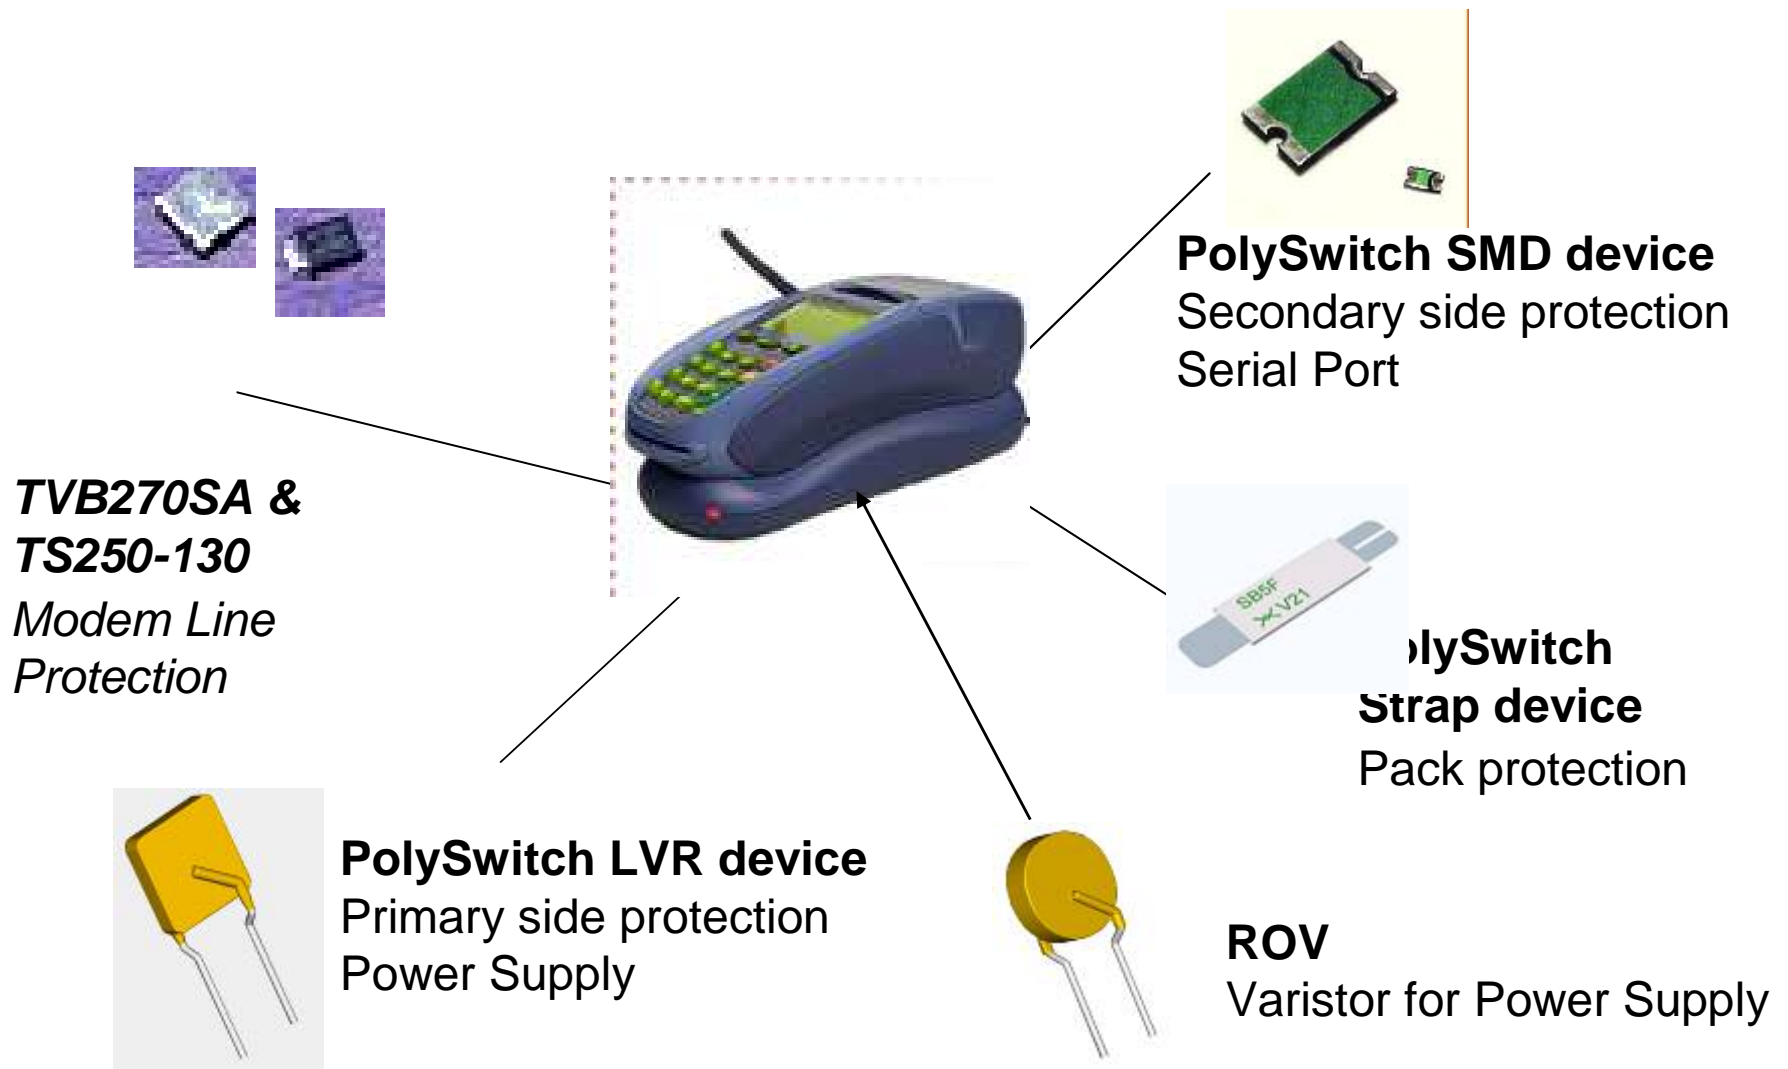 PolySwitch SMD device
Secondary side protection
Serial Port
TVB270SA &
TS250-130
Modem Line
Protection
SB5F
V21
olySwitch
Strap device
Pack protection
PolySwitch LVR device
Primary side protection
Power Supply
ROV
Varistor for Power Supply